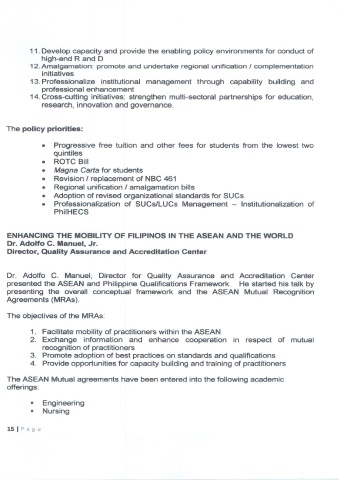 11. Develop capacity and provide the enabling policy environments for conduct of
high-end R and D
12. Amalgamation: promote and undertake regional unification / complementation
initiatives
13. Professionalize institutional management through capability building and
professional enhancement
14. Cross-cutting initiatives: strengthen multi-sectoral partnerships for education,
research, innovation and governance.
The policy priorities:
• Progressive free tuition and other fees for students from the lowest two
quintiles
• ROTC Bill
• Magna Carta for students
• Revision / replacement of NBC 461
• Regional unification / amalgamation bills
• Adoption of revised organizational standards for SUCs
• Professionalization of SUCs/LUCs Management – Institutionalization of
PhilHECS
ENHANCING THE MOBILITY OF FILIPINOS IN THE ASEAN AND THE WORLD
Dr. Adolfo C. Manuel, Jr.
Director, Quality Assurance and Accreditation Center
Dr. Adolfo C. Manuel, Director for Quality Assurance and Accreditation Center
presented the ASEAN and Philippine Qualifications Framework. He started his talk by
presenting the overall conceptual framework and the ASEAN Mutual Recognition
Agreements (MRAs).
The objectives of the MRAs:
1. Facilitate mobility of practitioners within the ASEAN
2. Exchange information and enhance cooperation in respect of mutual
recognition of practitioners
3. Promote adoption of best practices on standards and qualifications
4. Provide opportunities for capacity building and training of practitioners
The ASEAN Mutual agreements have been entered into the following academic
offerings:
• Engineering
• Nursing
15 | Page